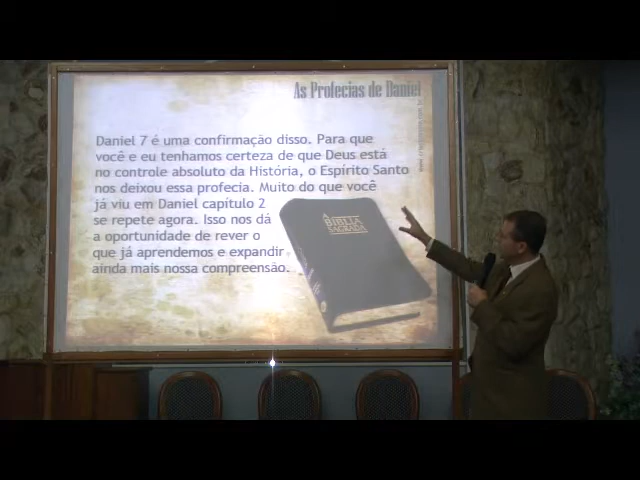 As Profecias de Daniel
Daniel 7 é uma confirmação disso. Para que
você e eu tenhamos certeza de que Deus está
no controle absoluto da História, o Espírito Santo
nos deixou essa profecia. Muito do que você
já viu em Daniel capítulo 2
se repete agora. Isso nos dá
a oportunidade de rever o
que já aprendemos e expandir
ainda mais nossa compreensão.
A
BÍBLIA
SAGRADA